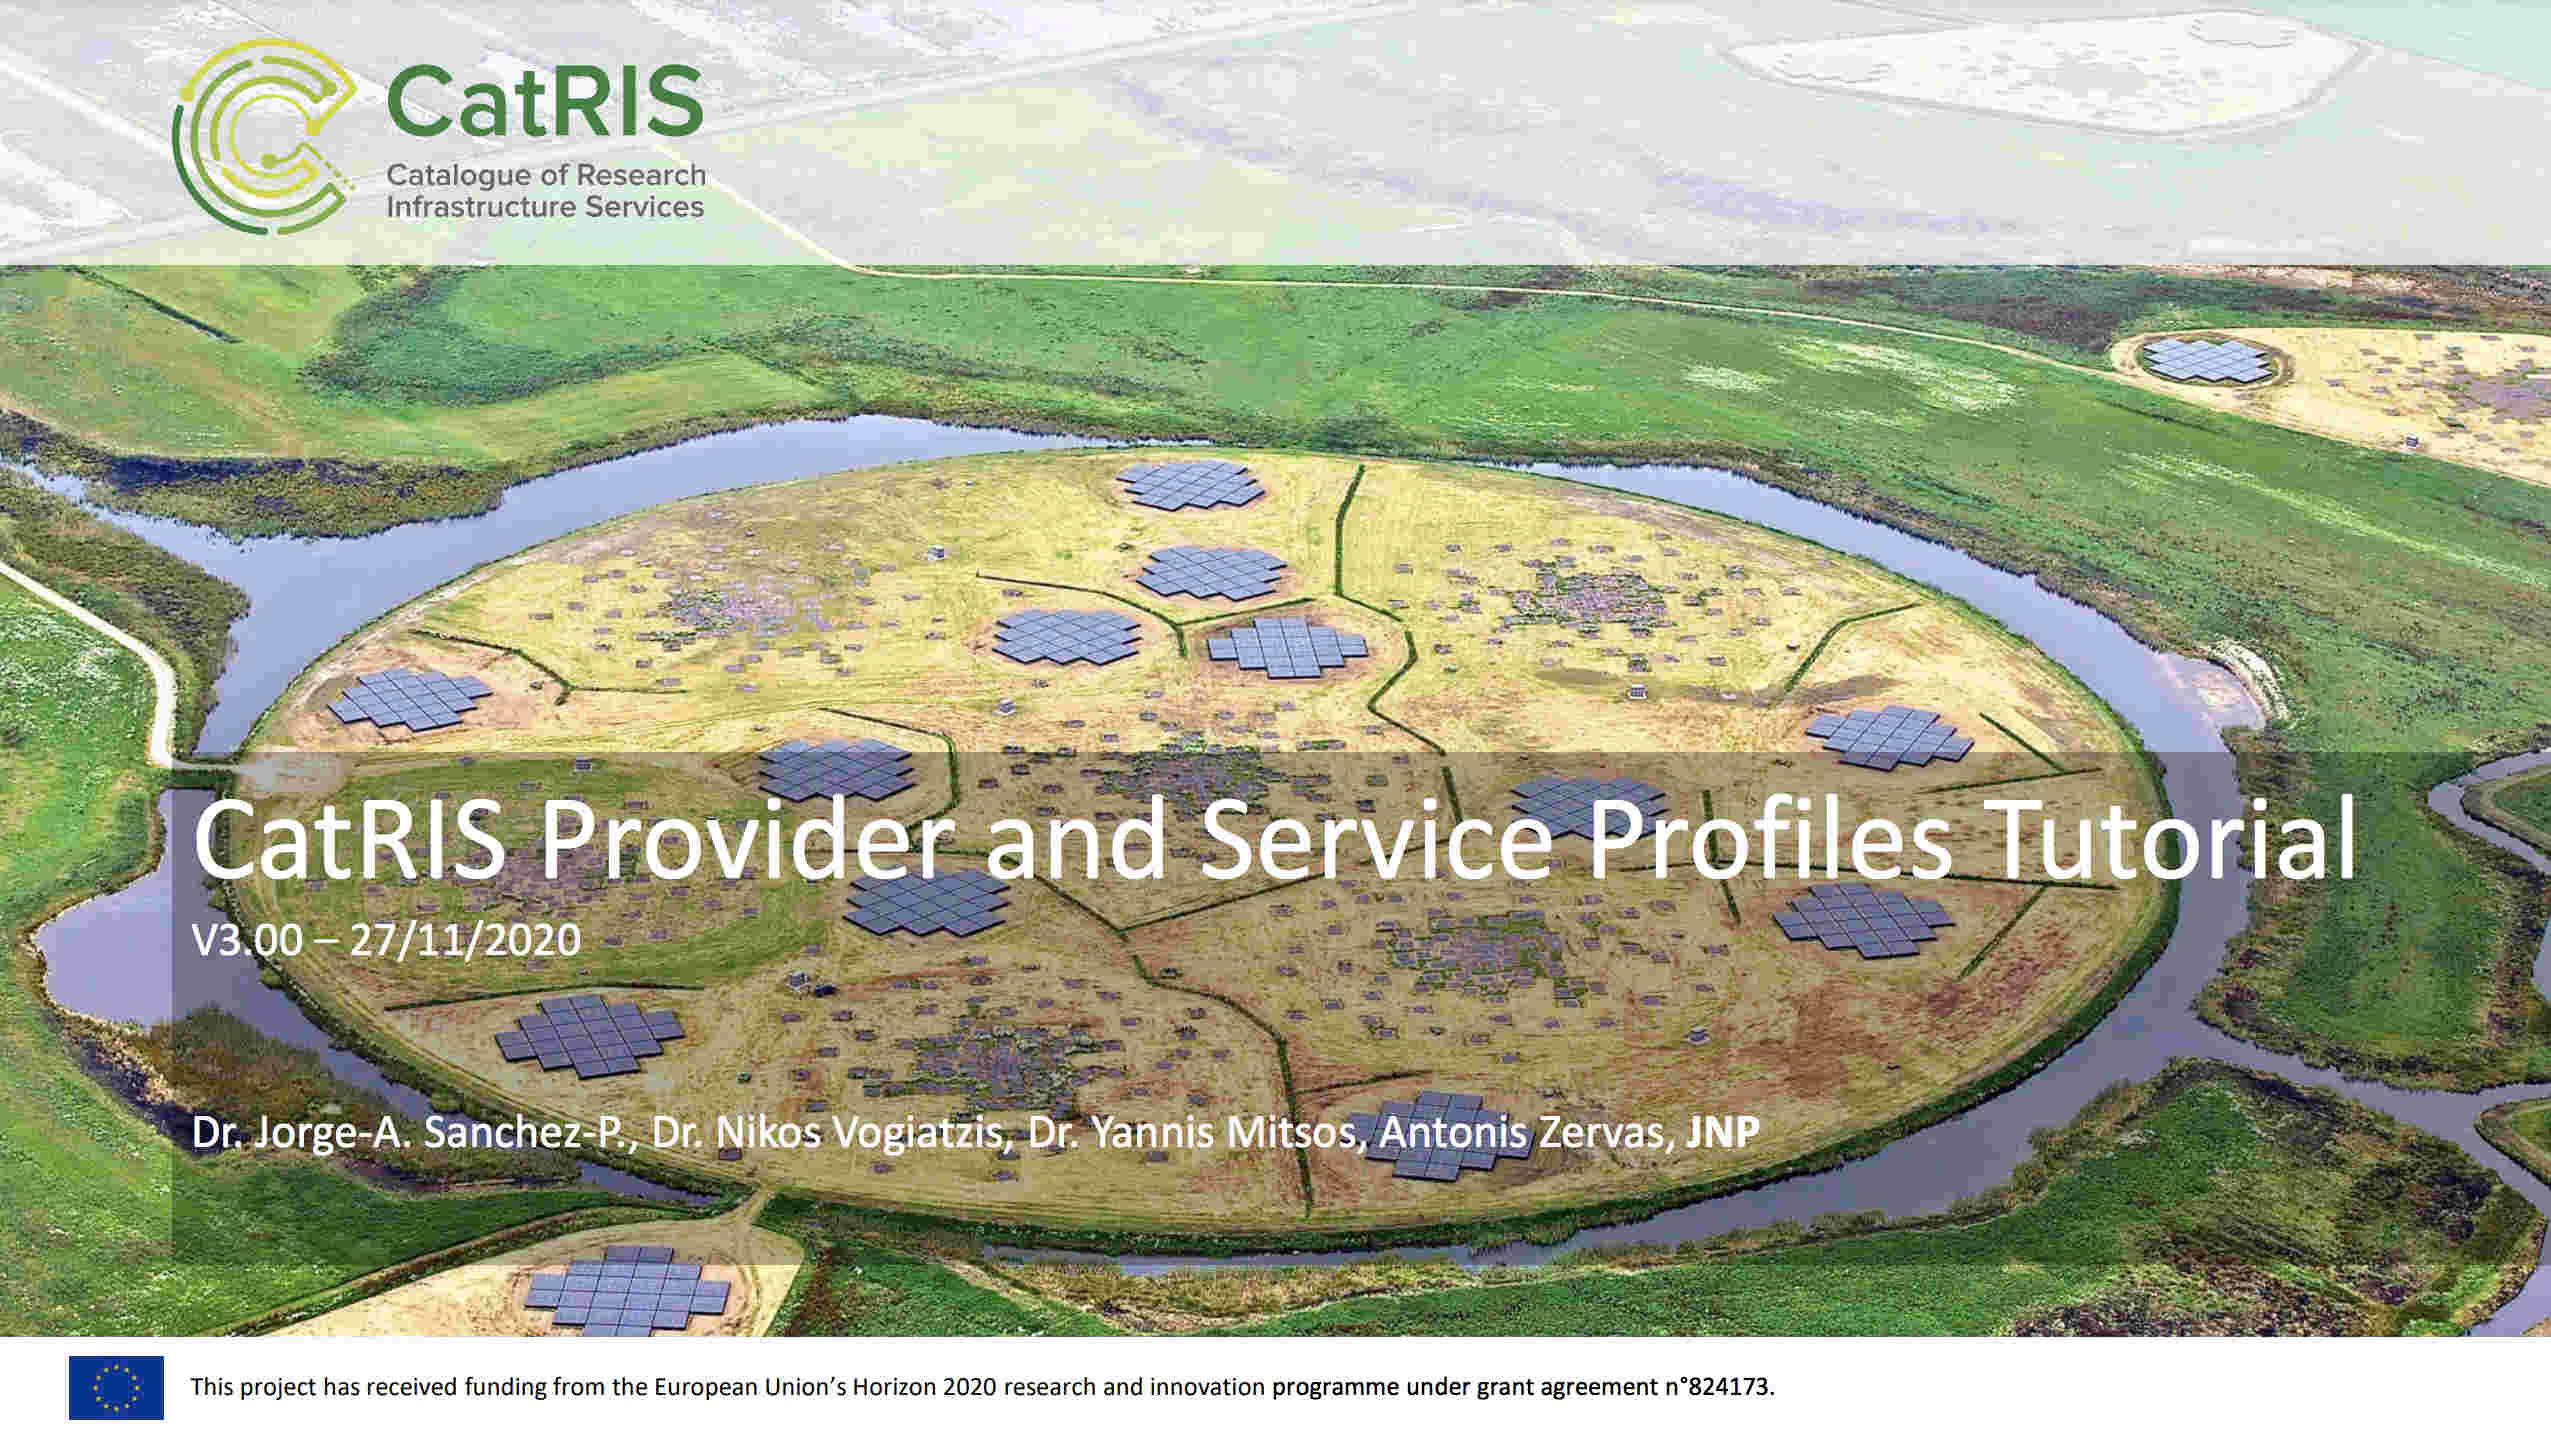 CatRIS
Catalogue of Research
Infrastructure Services
CatRIS Provider and Service Profiles Tutorial
V3.00 – 27/11/2020
Dr. Jorge-A. Sanchez-P., Dr. Nikos Vogiatzis, Dr. Yannis Mitsos, Antonis Zervas, JNP
This project has received funding from the European Union’s Horizon 2020 research and innovation programme under grant agreement n°824173.